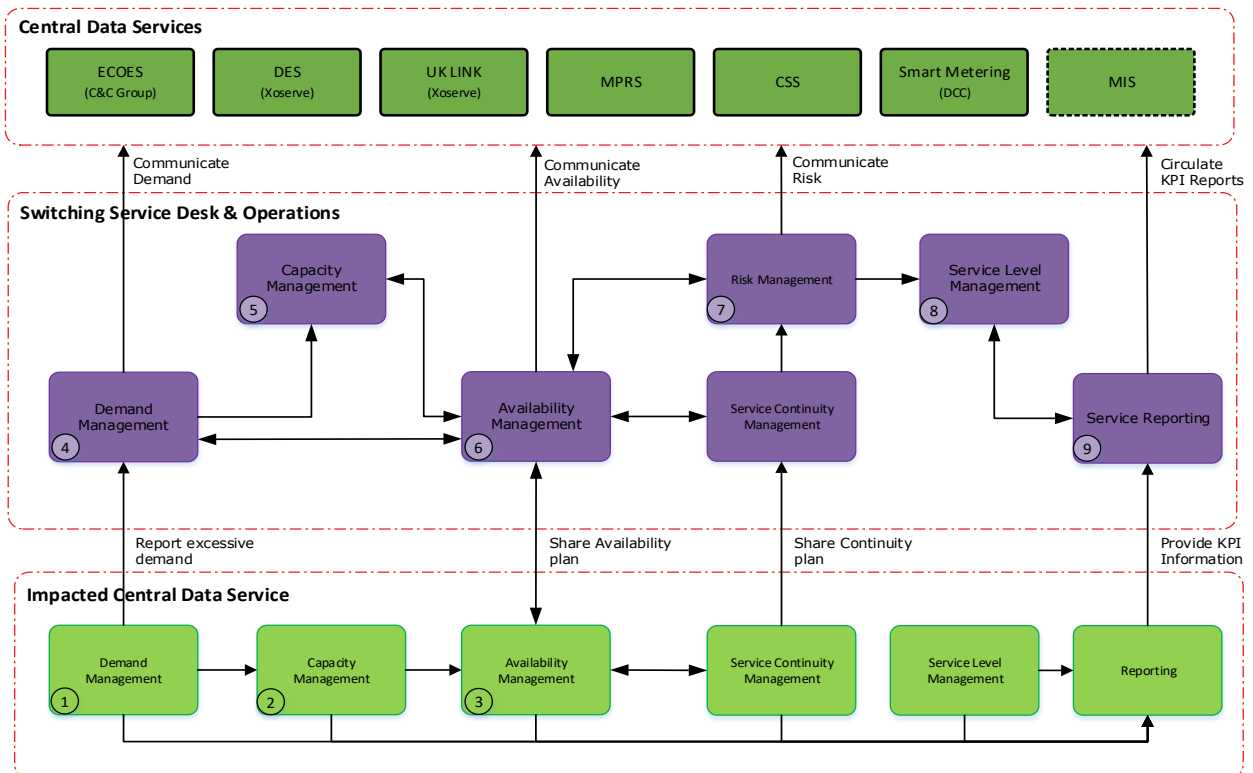 Central Data Services
ECOES
(C&C Group)
DES
(Xoserve)
UK LINK
(Xoserve)
MPRS
CSS
Smart Metering
(DCC)
MIS
Communicate
Demand
Communicate
Availability
Communicate
Risk
Circulate
KPI Reports
Switching Service Desk & Operations
Capacity
Management
5
Risk Management
7
Service Level
Management
8
Demand
Management
4
Availability
Management
6
Service Continuity
Management
Service Reporting
9
Report excessive
demand
Share Availability
plan
Share Continuity
plan
Provide KPI
Information
Impacted Central Data Service
Demand
Management
1
Capacity
Management
2
Availability
Management
3
Service Continuity
Management
Service Level
Management
Reporting